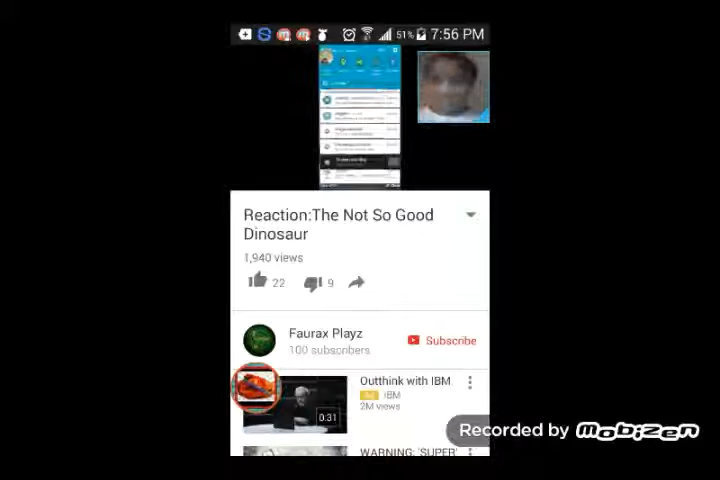 51% 7:56 PM
Reaction:The Not So Good
Dinosaur
1,940 views
22 9
Faurax Playz
100 subscribers
Subscribe
Outthink with IBM
Ad IBM
2M views
0:31
Recorded by mobizen
WARNING: 'SUPER'